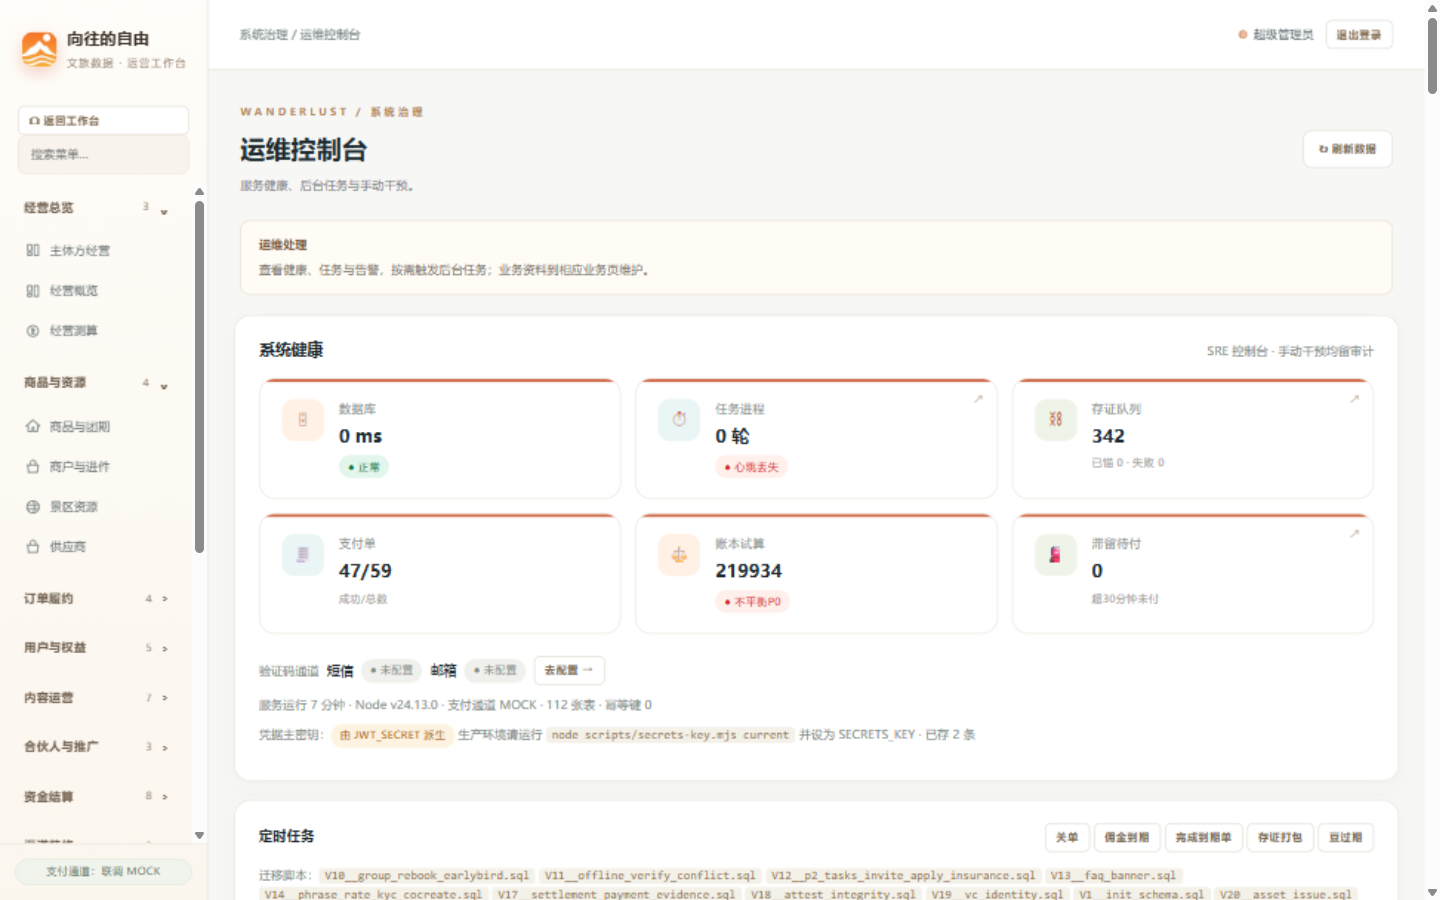 向往的自由
文旅数据 · 运营工作台
返回工作台
搜索菜单...
经营总览 3
主体方经营
经营概览
经营测算
商品与资源 4
商品与团期
商户与进件
景区资源
供应商
订单履约 4
用户与权益 5
内容运营 7
合伙人与推广 3
资金结算 8
支付通道：联调 MOCK
系统治理 / 运维控制台
超级管理员 退出登录
WANDERLUST / 系统治理
运维控制台
刷新数据
服务健康、后台任务与手动干预。
运维处理
查看健康、任务与告警，按需触发后台任务；业务资料到相应业务页维护。
系统健康
SRE 控制台 · 手动干预均留审计
数据库
0 ms
正常
任务进程
0 轮
心跳丢失
存证队列
342
已锚 0 · 失败 0
支付单
47/59
成功/总数
账本试算
219934
不平衡P0
滞留待付
0
超30分钟未付
验证码通道 短信 未配置 邮箱 未配置 去配置 →
服务运行 7 分钟 · Node v24.13.0 · 支付通道 MOCK · 112 张表 · 幂等键 0
凭据主密钥： 由 JWT_SECRET 派生 生产环境请运行 node scripts/secrets-key.mjs current 并设为 SECRETS_KEY · 已存 2 条
定时任务
关单 佣金到期 完成到期单 存证打包 豆过期
迁移脚本： V10__group_rebook_earlybird.sql V11__offline_verify_conflict.sql V12__p2_tasks_invite_apply_insurance.sql V13__faq_banner.sql
V14__phrase_rate_kyc_cocreate.sql V17__settlement_payment_evidence.sql V18__attest_integrity.sql V19__vc_identity.sql V1__init_schema.sql V20__asset_issue.sql